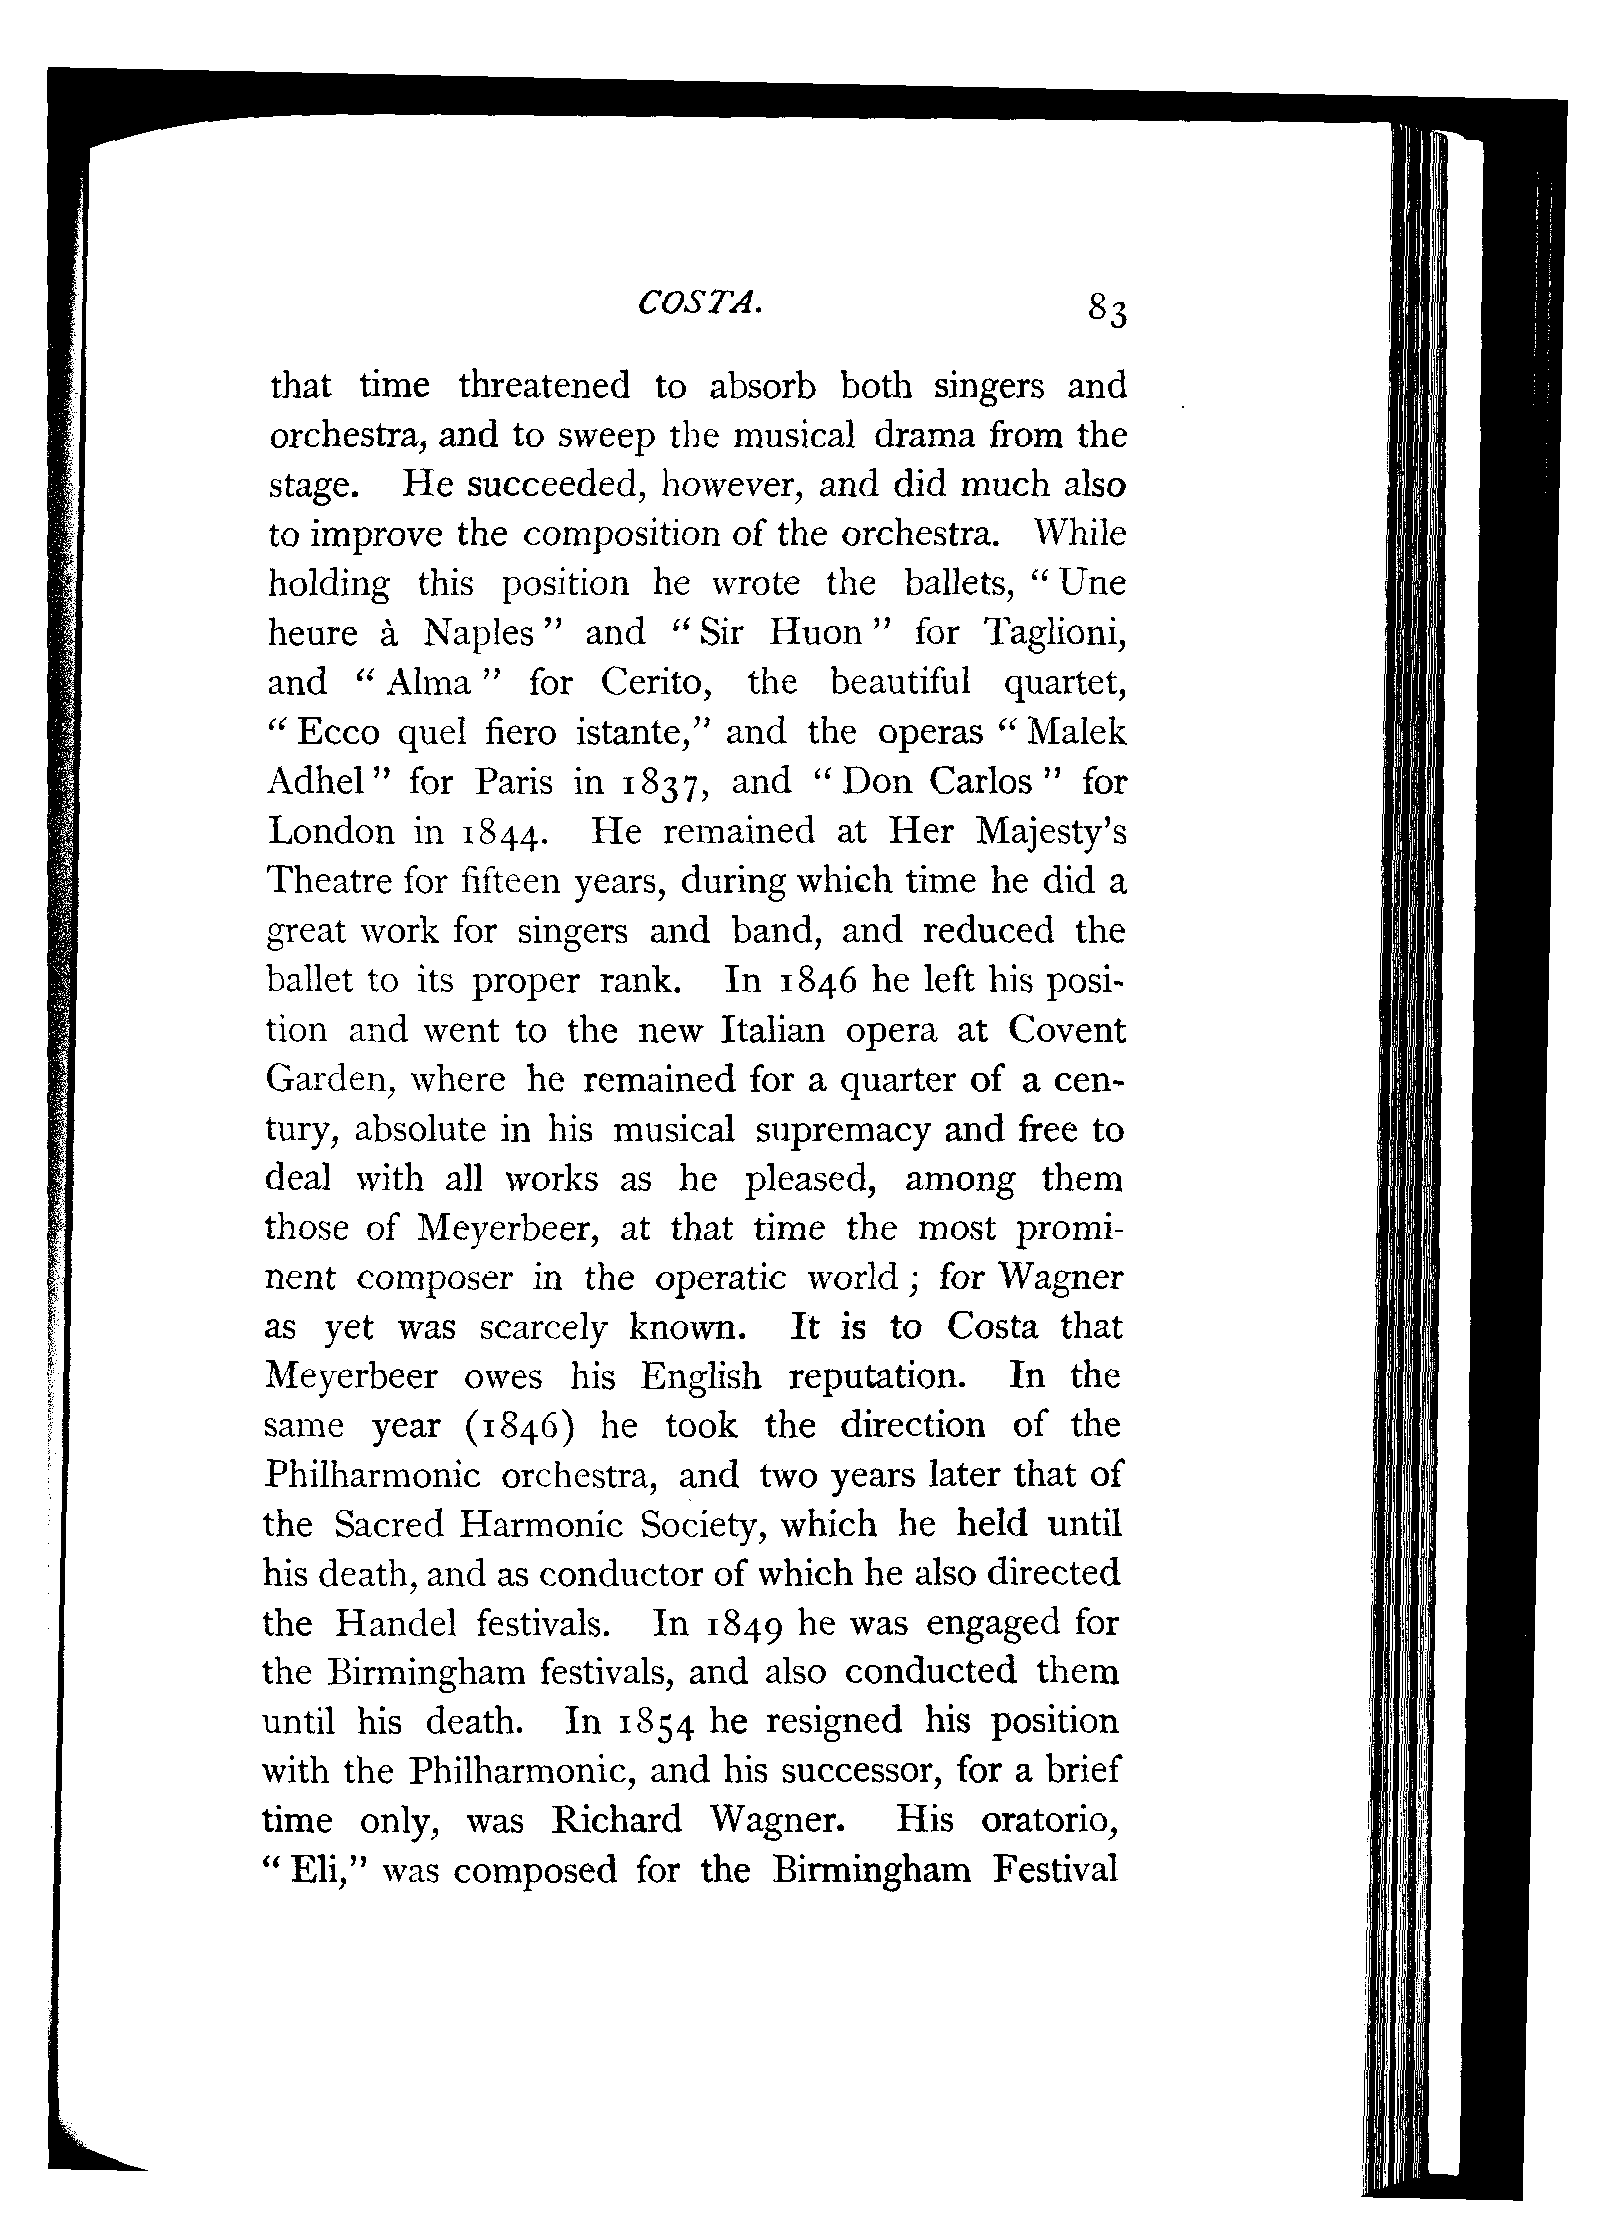 COSTA. 83
that time threatened to absorb both singers and
orchestra, and to sweep the musical drama from the
stage. He succeeded, however, and did much also
to improve the composition of the orchestra. While
holding this position he wrote the ballets, “ Une
heure à Naples ” and “ Sir Huon ” for Taglioni,
and “ Alma ” for Cerito, the beautiful quartet,
“ Ecco quel fiero istante,” and the operas “ Malek
Adhel ” for Paris in 1837, and “ Don Carlos ” for
London in 1844. He remained at Her Majesty’s
Theatre for fifteen years, during which time he did a
great work for singers and band, and reduced the
ballet to its proper rank. In 1846 he left his posi-
tion and went to the new Italian opera at Covent
Garden, where he remained for a quarter of a cen-
tury, absolute in his musical supremacy and free to
deal with all works as he pleased, among them
those of Meyerbeer, at that time the most promi-
nent composer in the operatic world ; for Wagner
as yet was scarcely known. It is to Costa that
Meyerbeer owes his English reputation. In the
same year (1846) he took the direction of the
Philharmonic orchestra, and two years later that of
the Sacred Harmonic Society, which he held until
his death, and as conductor of which he also directed
the Handel festivals. In 1849 he was engaged for
the Birmingham festivals, and also conducted them
until his death. In 1854 he resigned his position
with the Philharmonic, and his successor, for a brief
time only, was Richard Wagner. His oratorio,
“ Eli,” was composed for the Birmingham Festival